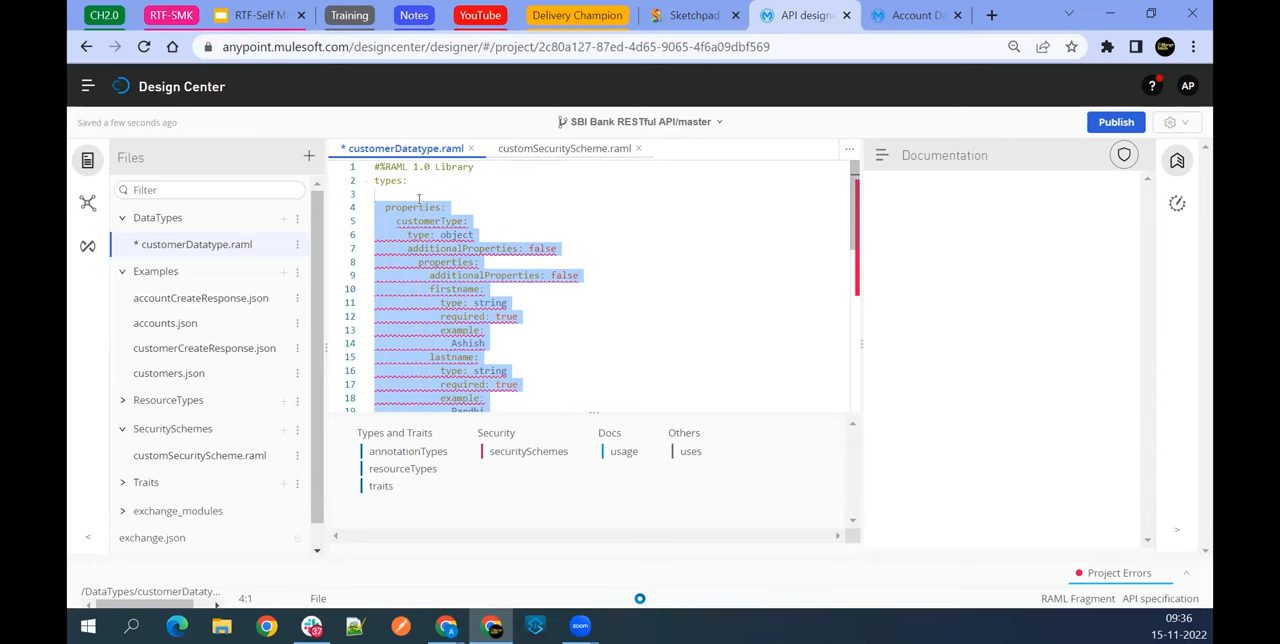 CH2.0 RTF-SMK RTF-Self M Training Notes YouTube Delivery Champion Sketchpad API design Account D
anypoint.mulesoft.com/designcenter/designer/#/project/2c80a127-87ed-4d65-9065-4f6a09dbf569
Design Center ? AP
Saved a few seconds ago SBI Bank RESTful API/master Publish
Files
Filter
DataTypes
* customerDatatype.raml
Examples
accountCreateResponse.json
accounts.json
customerCreateResponse.json
customers.json
ResourceTypes
SecuritySchemes
customSecurityScheme.raml
Traits
exchange_modules
exchange.json
* customerDatatype.raml customSecurityScheme.raml
1 #%RAML 1.0 Library
2 types:
3
4 properties:
5 customerType:
6 type: object
7 additionalProperties: false
8 properties:
9 additionalProperties: false
10 firstname:
11 type: string
12 required: true
13 example:
14 Ashish
15 lastname:
16 type: string
17 required: true
18 example:
19 Pardhi
Types and Traits Security Docs Others
annotationTypes securitySchemes usage uses
resourceTypes
traits
Documentation
Project Errors
/DataTypes/customerDataty... 4:1 File RAML Fragment API specification
37
zoom
09:36
15-11-2022